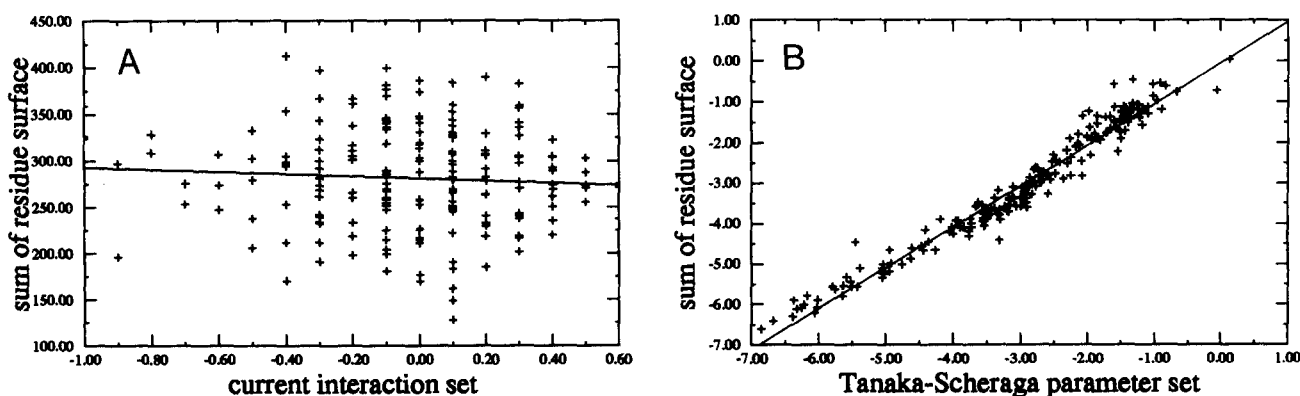 450.00
400.00
350.00
300.00
250.00
200.00
150.00
100.00
sum of residue surface
A
-1.00 -0.80 -0.60 -0.40 -0.20 0.00 0.20 0.40 0.60
current interaction set
1.00
0.00
-1.00
-2.00
-3.00
-4.00
-5.00
-6.00
-7.00
sum of residue surface
B
-7.0 -6.00 -5.00 -4.00 -3.00 -2.00 -1.00 0.00 1.00
Tanaka-Scheraga parameter set